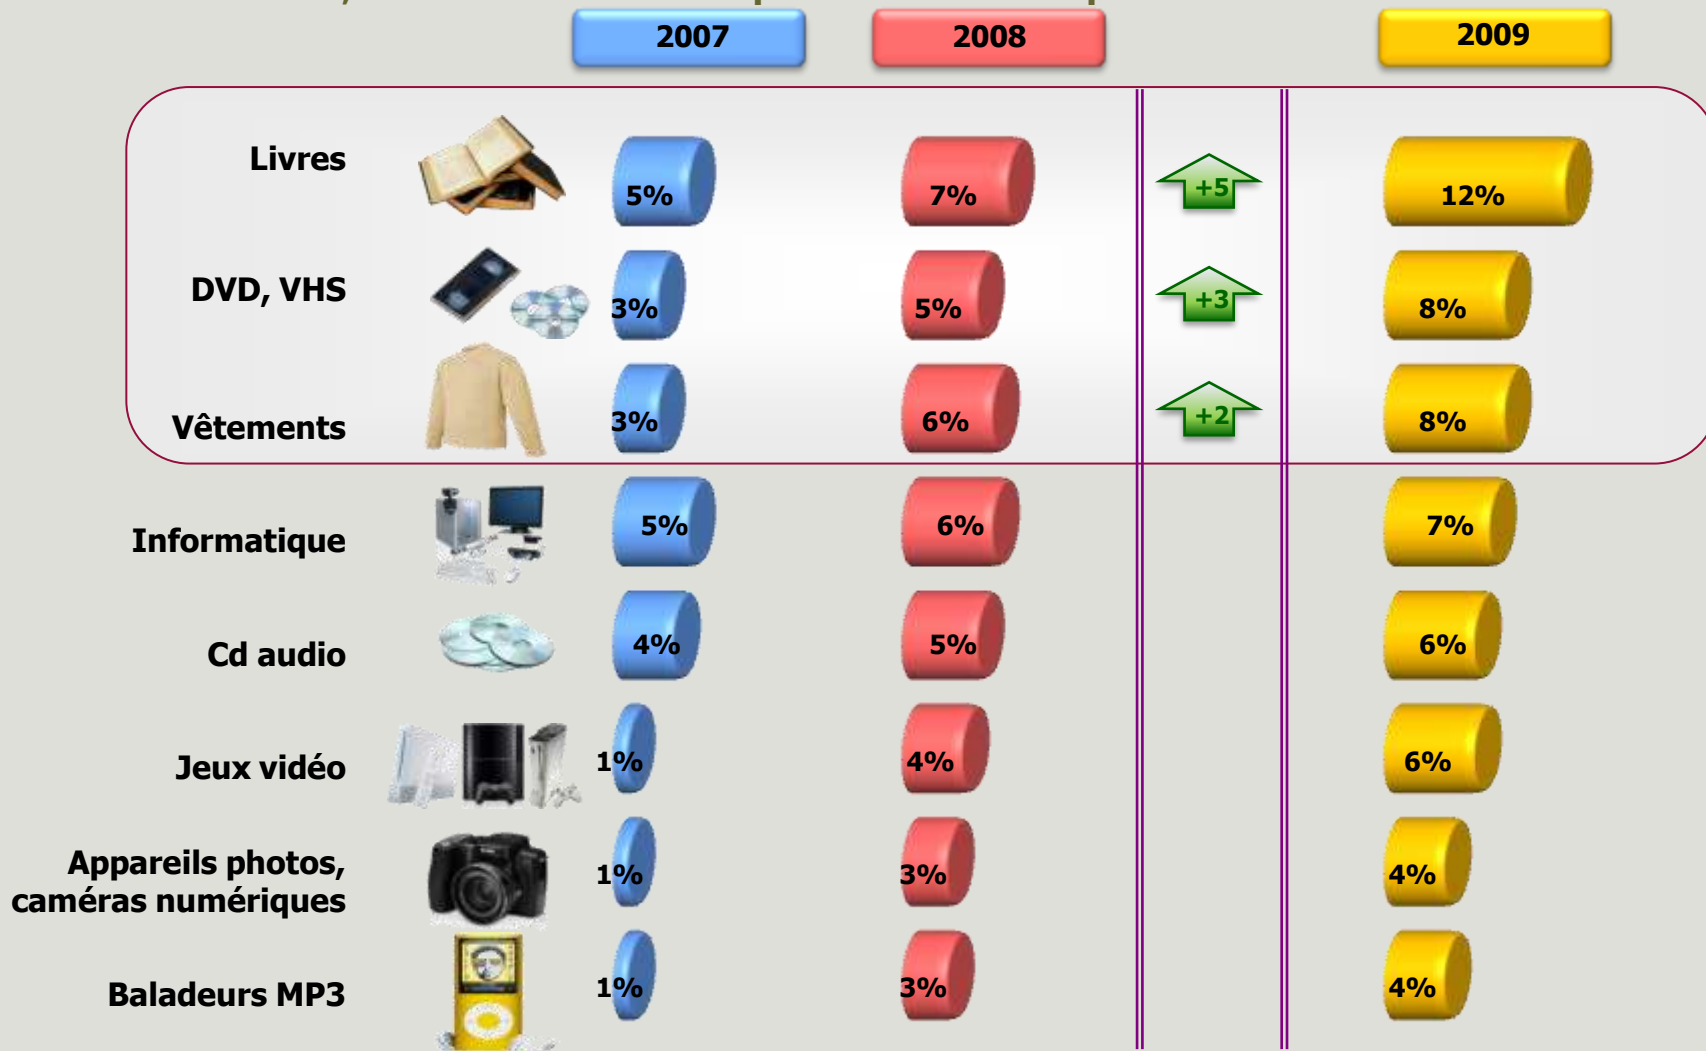 2007 2008 2009
Livres 5% 7% +5 12%
DVD, VHS 3% 5% +3 8%
Vêtements 3% 6% +2 8%
Informatique 5% 6% 7%
Cd audio 4% 5% 6%
Jeux vidéo 1% 4% 6%
Appareils photos,
caméras numériques 1% 3% 4%
Baladeurs MP3 1% 3% 4%